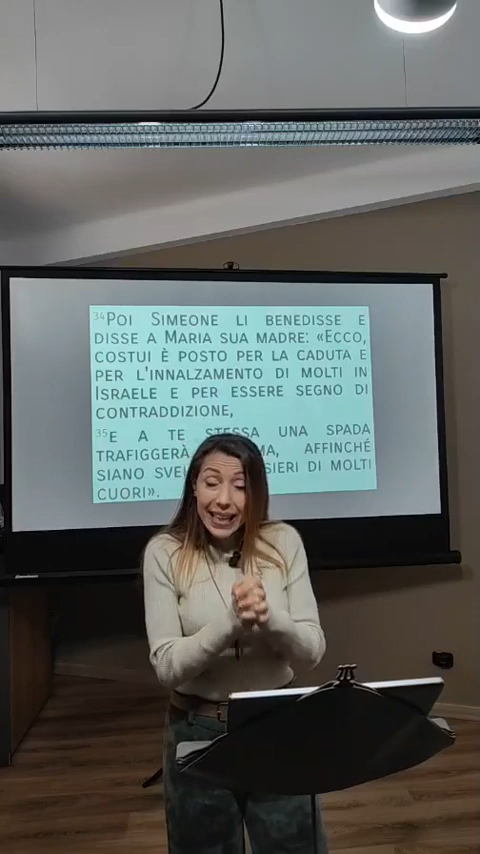 34POI SIMEONE LI BENEDISSE E
DISSE A MARIA SUA MADRE: «ECCO,
COSTUI È POSTO PER LA CADUTA E
PER L'INNALZAMENTO DI MOLTI IN
ISRAELE E PER ESSERE SEGNO DI
CONTRADDIZIONE,
35E A TE STESSA UNA SPADA
TRAFIGGERÀ AFFINCHÉ
SIANO DI MOLTI
CUORI».